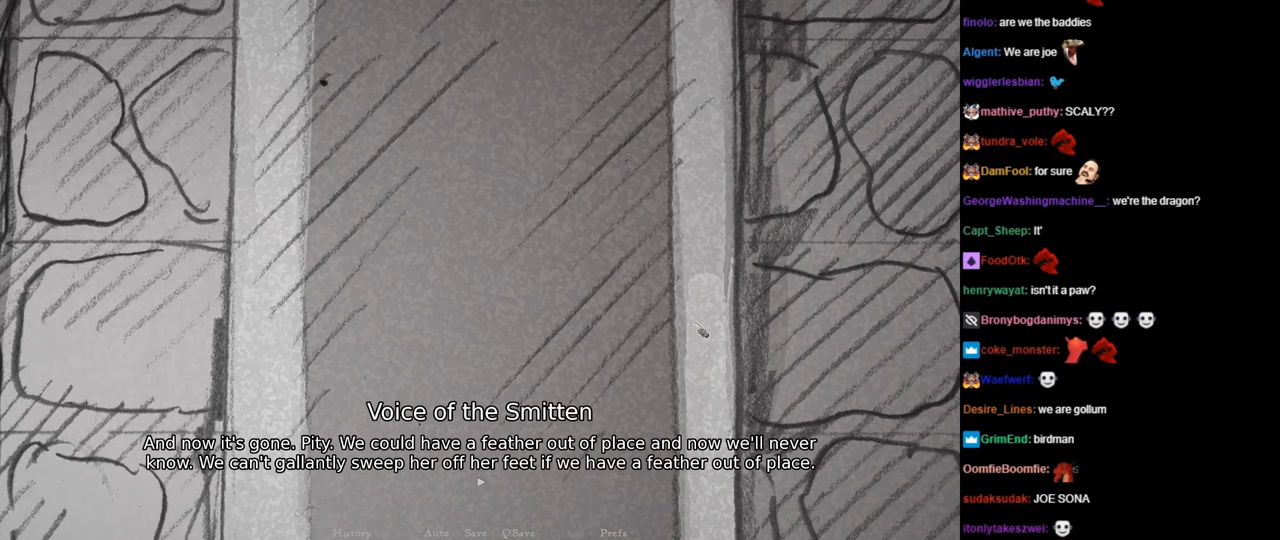 Voice of the Smitten
And now it's gone. Pity. We could have a feather out of place and now we'll never
know. We can't gallantly sweep her off her feet if we have a feather out of place.
History Auto Save QSave Prefs
finolo: are we the baddies
Algent: We are joe
wigglerlesbian:
mathive_puthy: SCALY??
tundra_vole:
DamFool: for sure
GeorgeWashingmachine__: we're the dragon?
Capt_Sheep: It'
FoodOtk:
henrywayat: isn't it a paw?
Bronybogdanimys:
coke_monster:
Waefwerf:
Desire_Lines: we are gollum
GrimEnd: birdman
OomfieBoomfie:
sudaksudak: JOE SONA
itonlytakeszwei: